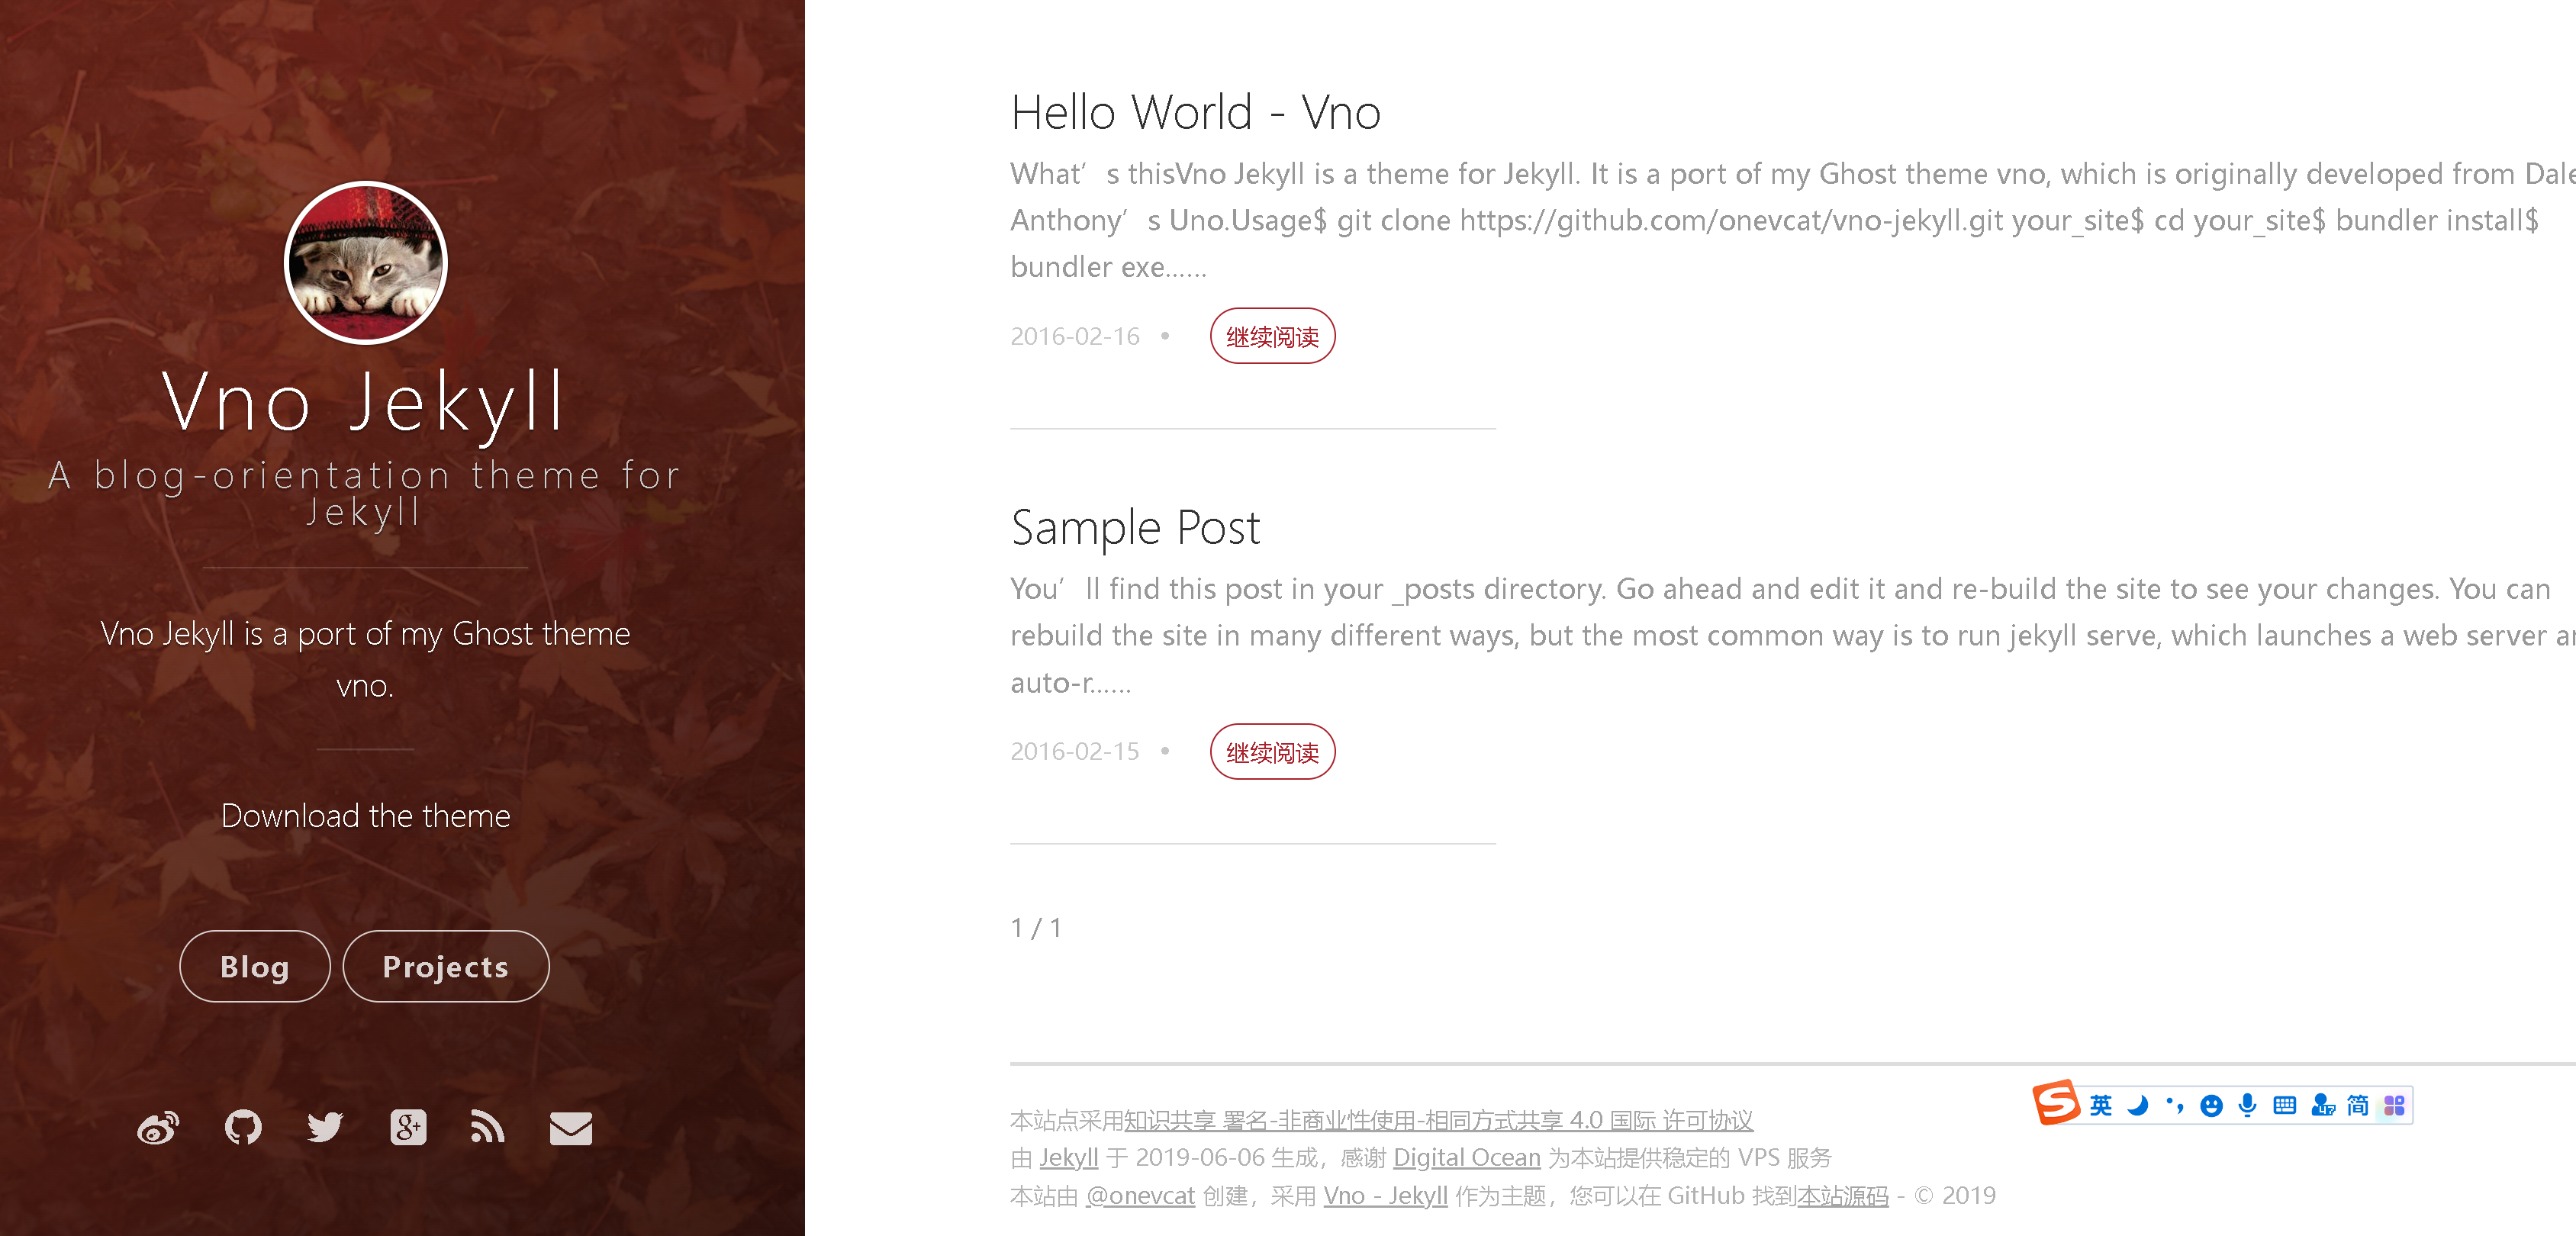 Vno Jekyll
A blog-orientation theme for
Jekyll
Vno Jekyll is a port of my Ghost theme
vno.
Download the theme
Blog
Projects
Hello World - Vno
What’s thisVno Jekyll is a theme for Jekyll. It is a port of my Ghost theme vno, which is originally developed from Dale
Anthony’s Uno.Usage$ git clone https://github.com/onevcat/vno-jekyll.git your_site$ cd your_site$ bundler install$
bundler exe......
2016-02-16 • 继续阅读
Sample Post
You’ll find this post in your _posts directory. Go ahead and edit it and re-build the site to see your changes. You can
rebuild the site in many different ways, but the most common way is to run jekyll serve, which launches a web server
auto-r......
2016-02-15 • 继续阅读
1 / 1
本站点采用知识共享 署名-非商业性使用-相同方式共享 4.0 国际 许可协议
由 Jekyll 于 2019-06-06 生成，感谢 Digital Ocean 为本站提供稳定的 VPS 服务
本站由 @onevcat 创建，采用 Vno - Jekyll 作为主题，您可以在 GitHub 找到本站源码 - © 2019
英 简